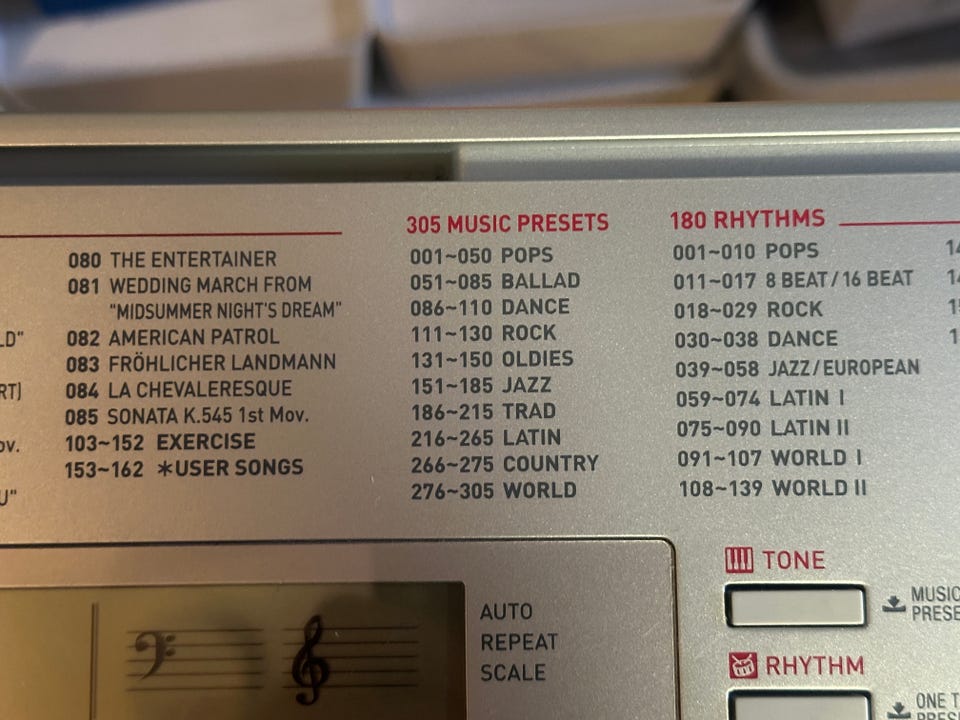 080 THE ENTERTAINER
081 WEDDING MARCH FROM
"MIDSUMMER NIGHT'S DREAM"
082 AMERICAN PATROL
083 FRÖHLICHER LANDMANN
084 LA CHEVALERESQUE
085 SONATA K.545 1st Mov.
103~152 EXERCISE
153~162 *USER SONGS
305 MUSIC PRESETS
001~050 POPS
051~085 BALLAD
086~110 DANCE
111~130 ROCK
131~150 OLDIES
151~185 JAZZ
186~215 TRAD
216~265 LATIN
266~275 COUNTRY
276~305 WORLD
180 RHYTHMS
001~010 POPS
011~017 8 BEAT/16 BEAT
018~029 ROCK
030~038 DANCE
039~058 JAZZ/EUROPEAN
059~074 LATIN I
075~090 LATIN II
091~107 WORLD I
108~139 WORLD II
AUTO
REPEAT
SCALE
TONE
MUSIC
RHYTHM
ONE